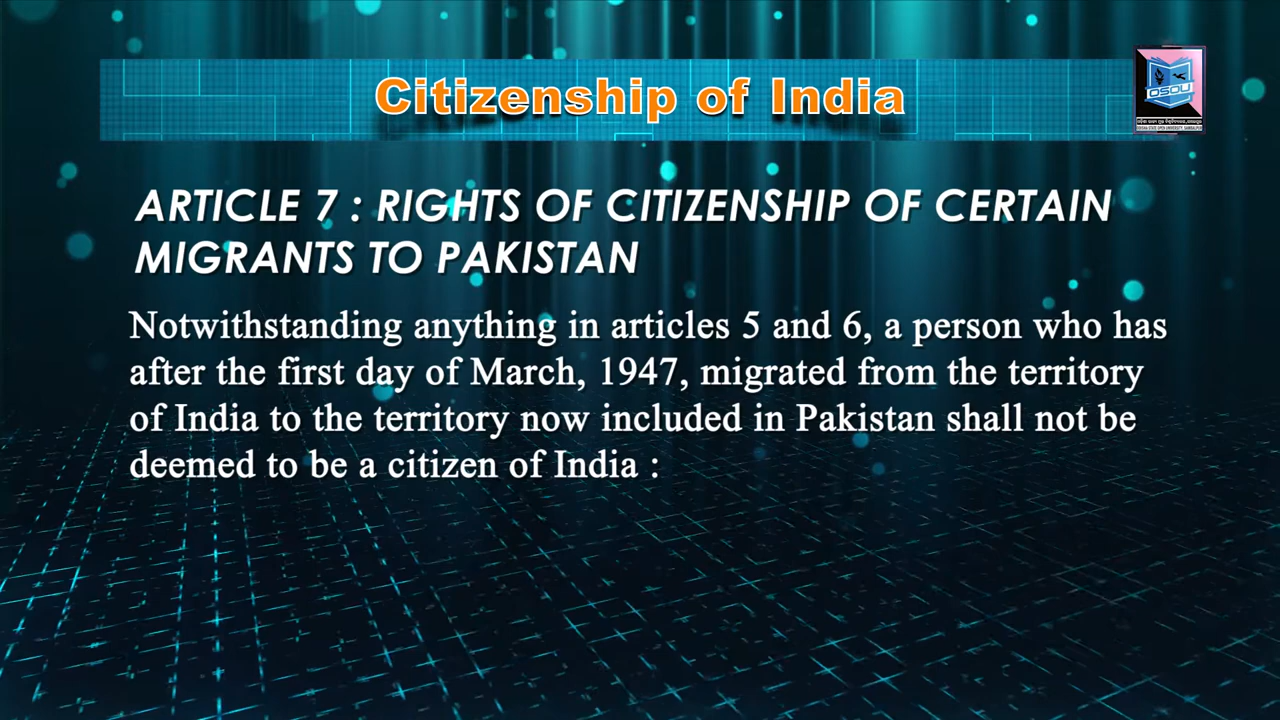 Citizenship of India
OSOU
ARTICLE 7 : RIGHTS OF CITIZENSHIP OF CERTAIN
MIGRANTS TO PAKISTAN
Notwithstanding anything in articles 5 and 6, a person who has
after the first day of March, 1947, migrated from the territory
of India to the territory now included in Pakistan shall not be
deemed to be a citizen of India :